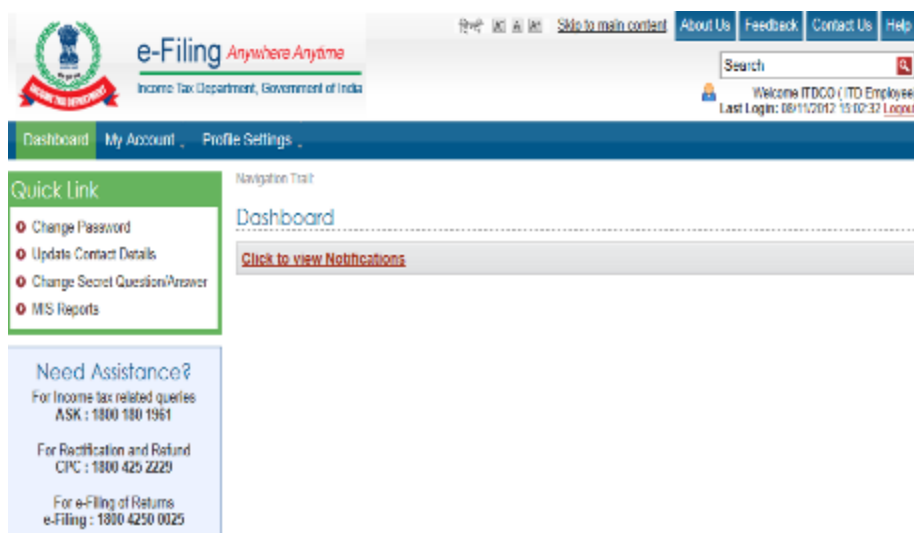 हिन्दी A A A Skip to main content About Us Feedback Contact Us Help
e-Filing Anywhere Anytime
Income Tax Department, Government of India
Search
Welcome ITDCO ( ITD Employee
Last Login: 08/11/2012 15:02:32 Logout
Dashboard My Account Profile Settings
Quick Link
Change Password
Update Contact Details
Change Secret Question/Answer
MIS Reports
Navigation Trail:
Dashboard
Click to view Notifications
Need Assistance?
For Income tax related queries
ASK : 1800 180 1961
For Rectification and Refund
CPC : 1800 425 2229
For e-Filing of Returns
e-Filing : 1800 4250 0025